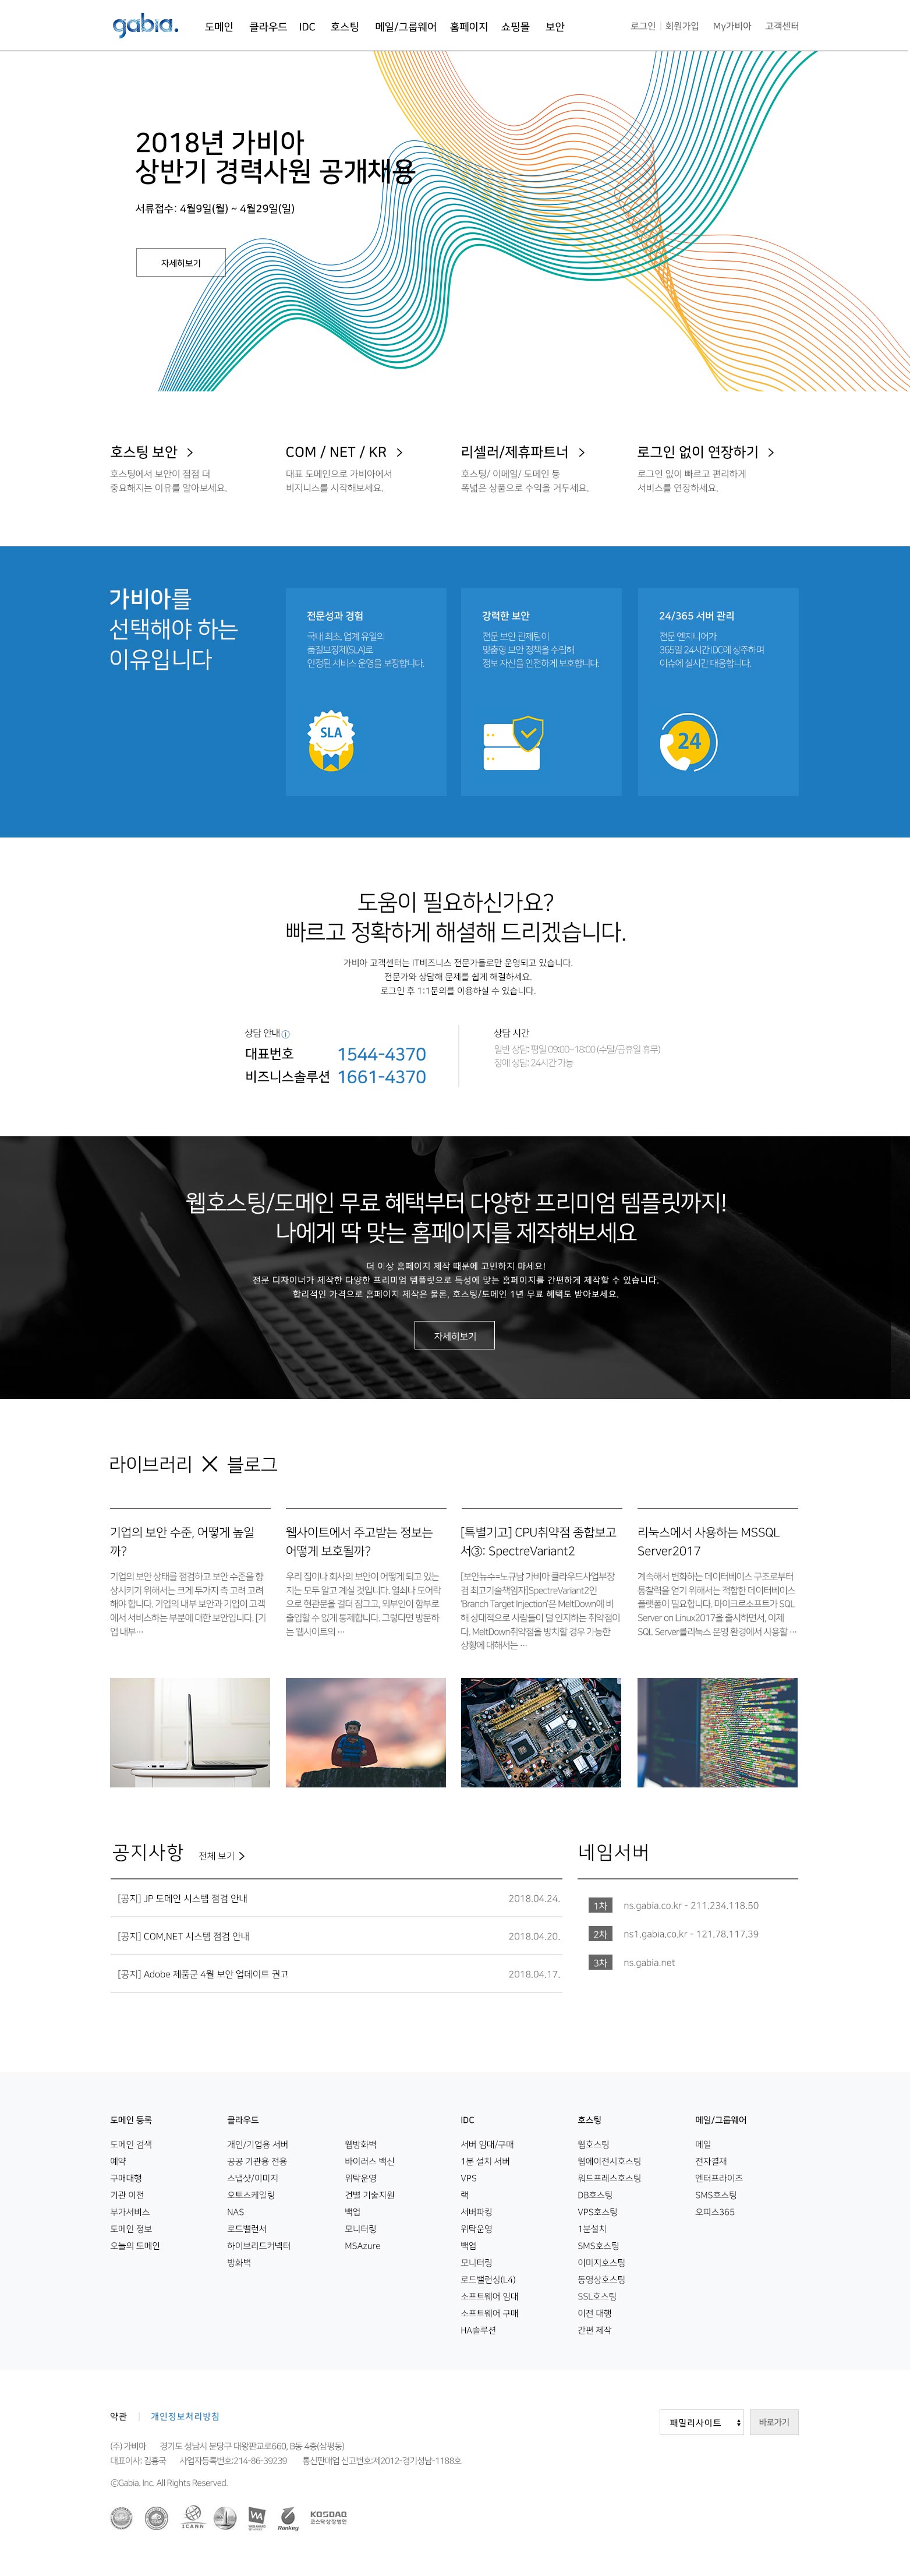 gabia.
도메인 클라우드 IDC 호스팅 메일/그룹웨어 홈페이지 쇼핑몰 보안
로그인 | 회원가입 My가비아 고객센터
2018년 가비아
상반기 경력사원 공개채용
서류접수: 4월9일(월) ~ 4월29일(일)
자세히보기
호스팅 보안 >
호스팅에서 보안이 점점 더
중요해지는 이유를 알아보세요.
COM / NET / KR >
대표 도메인으로 가비아에서
비지니스를 시작해보세요.
리셀러/제휴파트너 >
호스팅/ 이메일/ 도메인 등
폭넓은 상품으로 수익을 거두세요.
로그인 없이 연장하기 >
로그인 없이 빠르고 편리하게
서비스를 연장하세요.
가비아를
선택해야 하는
이유입니다
전문성과 경험
국내 최초, 업계 유일의
품질보장제(SLA)로
안정된 서비스 운영을 보장합니다.
SLA
강력한 보안
전문 보안 관제팀이
맞춤형 보안 정책을 수립해
정보 자산을 안전하게 보호합니다.
24/365 서버 관리
전문 엔지니어가
365일 24시간 IDC에 상주하며
이슈에 실시간 대응합니다.
24
도움이 필요하신가요?
빠르고 정확하게 해셜해 드리겠습니다.
가비아 고객센터는 IT비즈니스 전문가들로만 운영되고 있습니다.
전문가와 상담해 문제를 쉽게 해결하세요.
로그인 후 1:1문의를 이용하실 수 있습니다.
상담 안내
대표번호 1544-4370
비즈니스솔루션 1661-4370
상담 시간
일반 상담: 평일 09:00~18:00 (주말/공휴일 휴무)
장애 상담: 24시간 가능
웹호스팅/도메인 무료 혜택부터 다양한 프리미엄 템플릿까지!
나에게 딱 맞는 홈페이지를 제작해보세요
더 이상 홈페이지 제작 때문에 고민하지 마세요!
전문 디자이너가 제작한 다양한 프리미엄 템플릿으로 특성에 맞는 홈페이지를 간편하게 제작할 수 있습니다.
합리적인 가격으로 홈페이지 제작은 물론, 호스팅/도메인 1년 무료 혜택도 받아보세요.
자세히보기
라이브러리 X 블로그
기업의 보안 수준, 어떻게 높일
까?
기업의 보안 상태를 점검하고 보안 수준을 향
상시키기 위해서는 크게 두가지 측 고려 고려
해야 합니다. 기업의 내부 보안과 기업이 고객
에서 서비스하는 부분에 대한 보안입니다. [기
업 내부···
웹사이트에서 주고받는 정보는
어떻게 보호될까?
우리 집이나 회사의 보안이 어떻게 되고 있는
지는 모두 알고 계실 것입니다. 열쇠나 도어락
으로 현관문을 걸더 잠그고, 외부인이 함부로
출입할 수 없게 통제합니다. 그렇다면 방문하
는 웹사이트의 ···
[특별기고] CPU취약점 종합보고
서③: SpectreVariant2
[보안뉴수=노규남 가비아 클라우드사업부장
겸 최고기술책임자]SpectreVariant2인
'Branch Target Injection'은 MeltDown에 비
해 상대적으로 사람들이 덜 인지하는 취약점이
다. MeltDown취약점을 방치할 경우 가능한
상황에 대해서는 ···
리눅스에서 사용하는 MSSQL
Server2017
계속해서 변화하는 데이터베이스 구조로부터
통찰력을 얻기 위해서는 적합한 데이터베이스
플랫폼이 필요합니다. 마이크로소프트가 SQL
Server on Linux2017을 출시하면서, 이제
SQL Server를리눅스 운영 환경에서 사용할 ···
공지사항 전체 보기 >
[공지] JP 도메인 시스템 점검 안내 2018.04.24.
[공지] COM,NET 시스템 점검 안내 2018.04.20.
[공지] Adobe 제품군 4월 보안 업데이트 권고 2018.04.17.
네임서버
1차 ns.gabia.co.kr - 211.234.118.50
2차 ns1.gabia.co.kr - 121.78.117.39
3차 ns.gabia.net
도메인 등록
도메인 검색
예약
구매대행
기관 이전
부가서비스
도메인 정보
오늘의 도메인
클라우드
개인/기업용 서버
공공 기관용 전용
스냅샷/이미지
오토스케일링
NAS
로드밸런서
하이브리드커넥터
방화벽
웹방화벽
바이러스 백신
위탁운영
건별 기술지원
백업
모니터링
MSAzure
IDC
서버 임대/구매
1분 설치 서버
VPS
랙
서버파킹
위탁운영
백업
모니터링
로드밸런싱(L4)
소프트웨어 임대
소프트웨어 구매
HA솔루션
호스팅
웹호스팅
웹에이젼시호스팅
워드프레스호스팅
DB호스팅
VPS호스팅
1분설치
SMS호스팅
이미지호스팅
동영상호스팅
SSL호스팅
이전 대행
간편 제작
메일/그룹웨어
메일
전자결재
엔터프라이즈
SMS호스팅
오피스365
약관 | 개인정보처리방침
패밀리사이트 바로가기
(주) 가비아 경기도 성남시 분당구 대왕판교로660, B동 4층(삼평동)
대표이사: 김홍국 사업자등록번호:214-86-39239 통신판매업 신고번호:제2012-경기성남-1188호
©Gabia, Inc. All Rights Reserved.
ICANN
WA
Rankey
KOSDAQ
코스닥상장법인